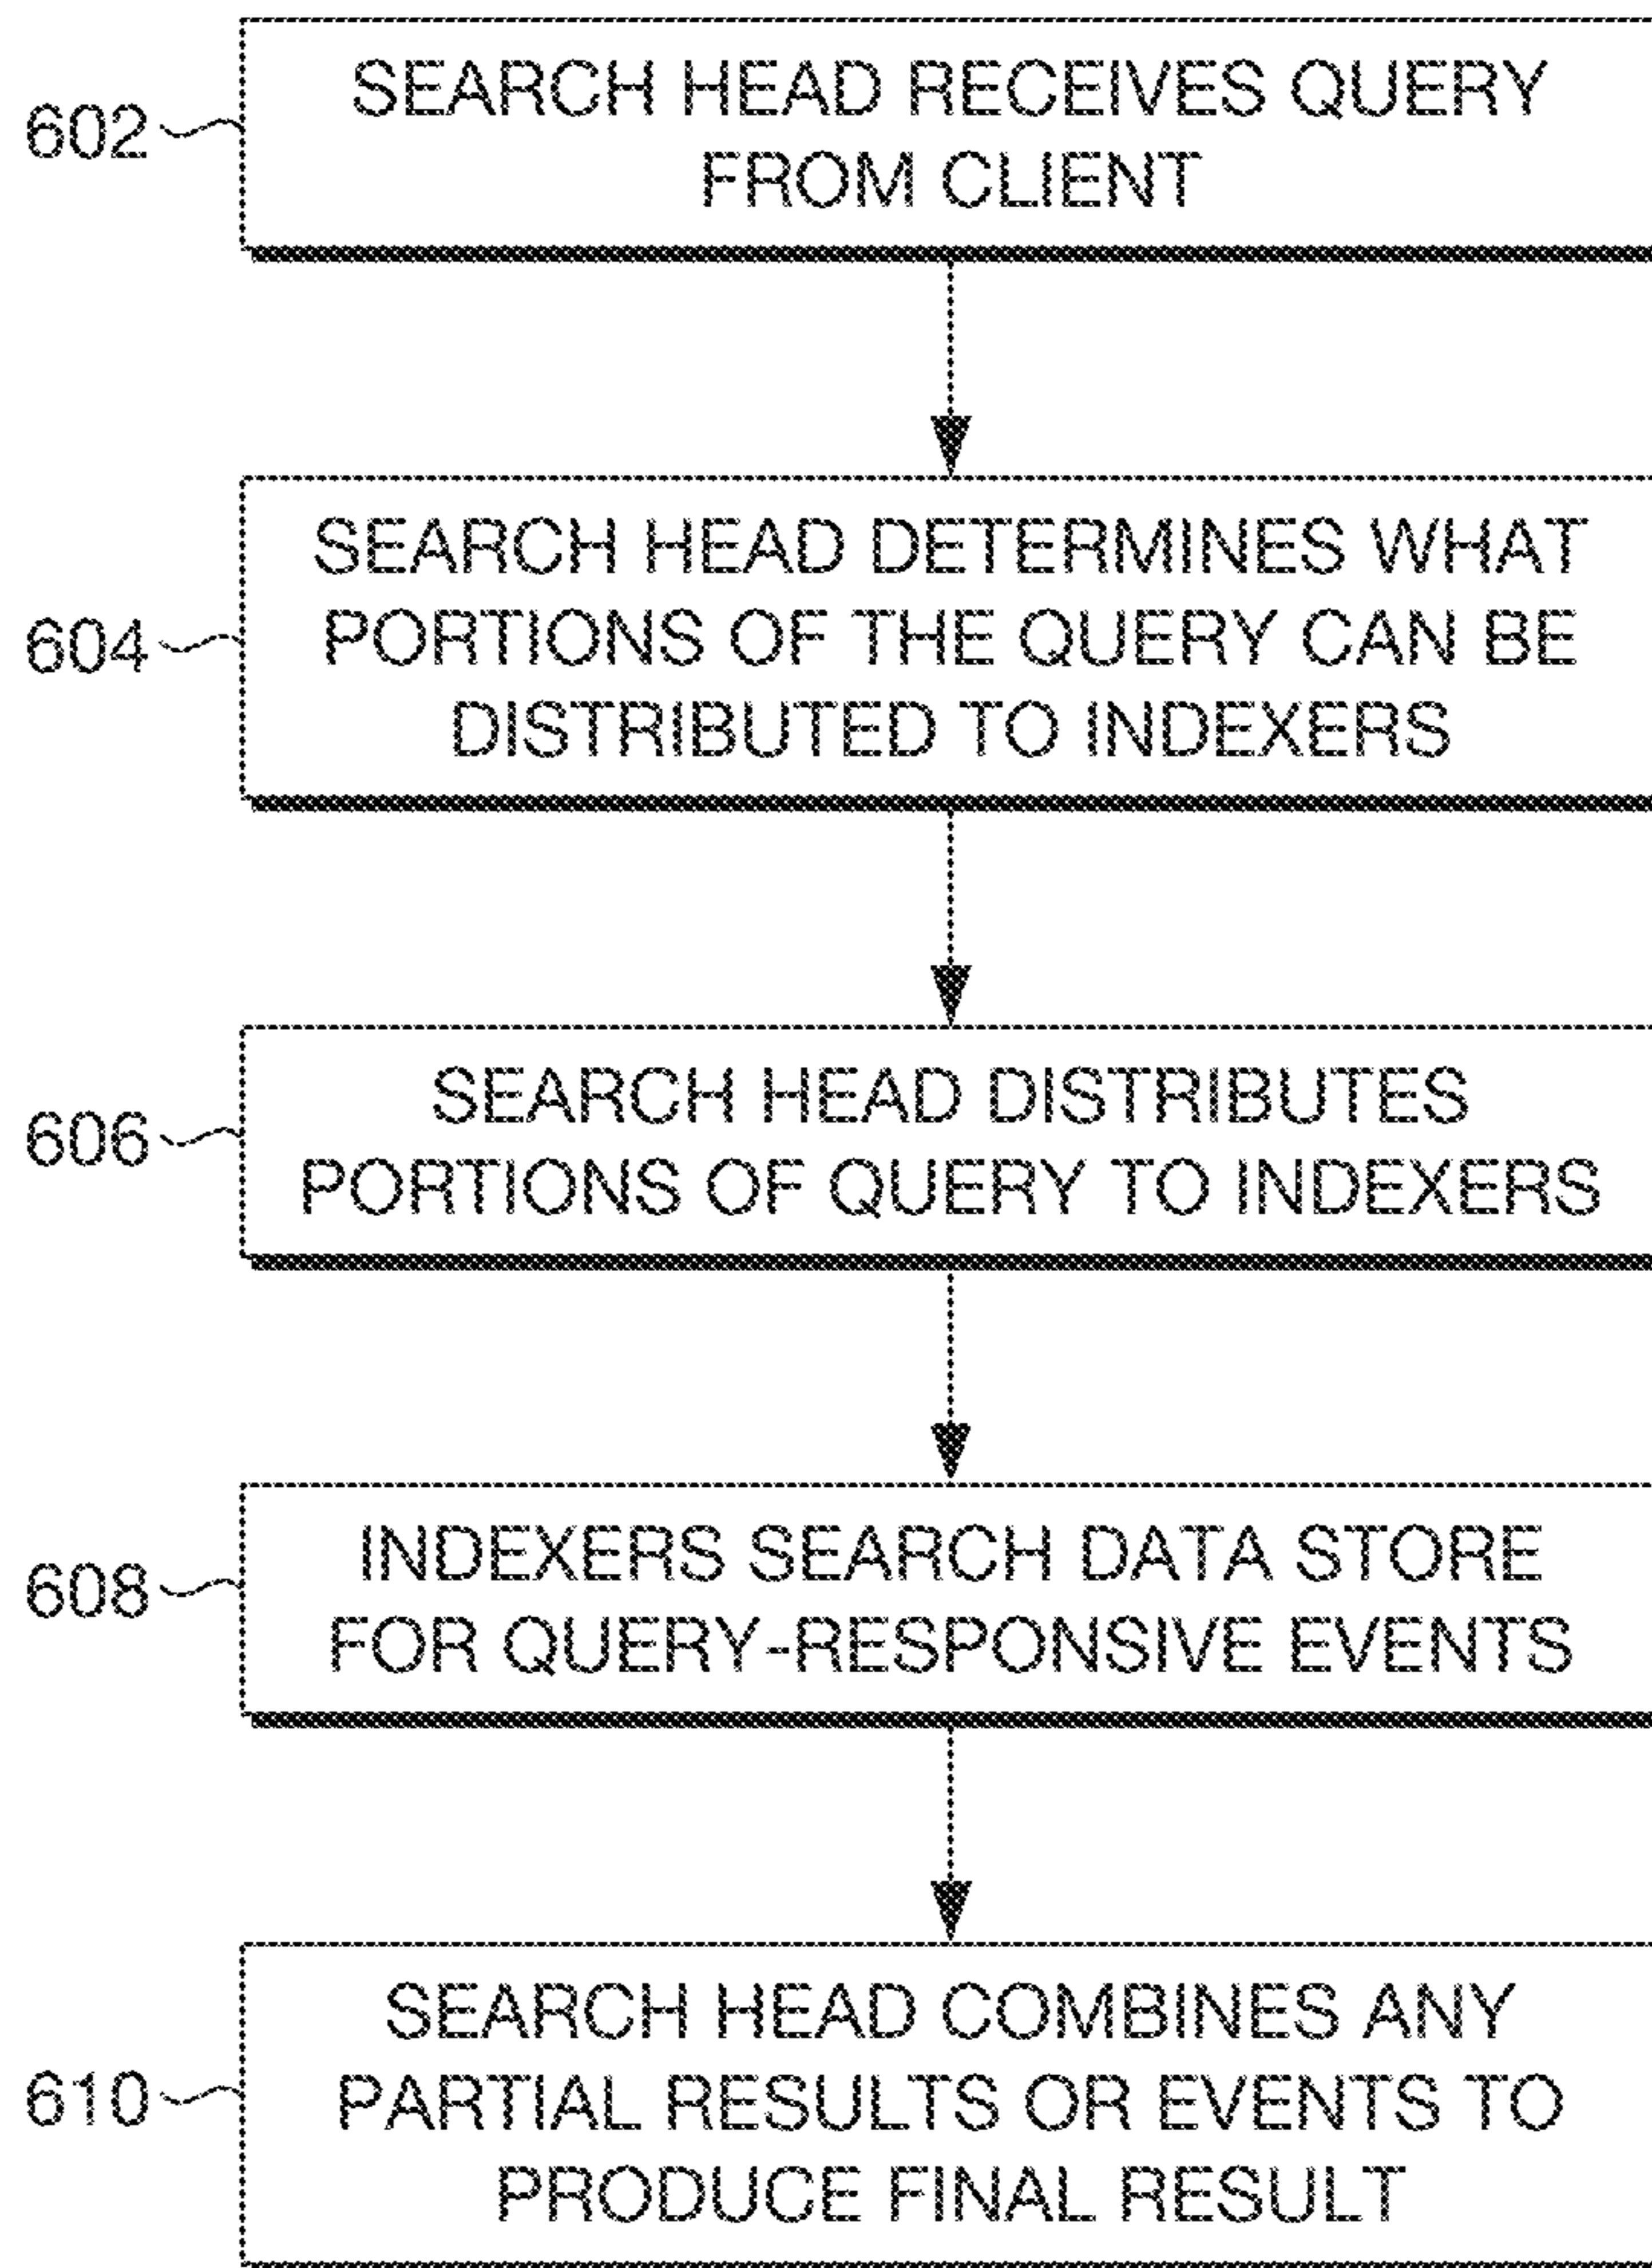 602
SEARCH HEAD RECEIVES QUERY
FROM CLIENT
604
SEARCH HEAD DETERMINES WHAT
PORTIONS OF THE QUERY CAN BE
DISTRIBUTED TO INDEXERS
606
SEARCH HEAD DISTRIBUTES
PORTIONS OF QUERY TO INDEXERS
608
INDEXERS SEARCH DATA STORE
FOR QUERY-RESPONSIVE EVENTS
610
SEARCH HEAD COMBINES ANY
PARTIAL RESULTS OR EVENTS TO
PRODUCE FINAL RESULT